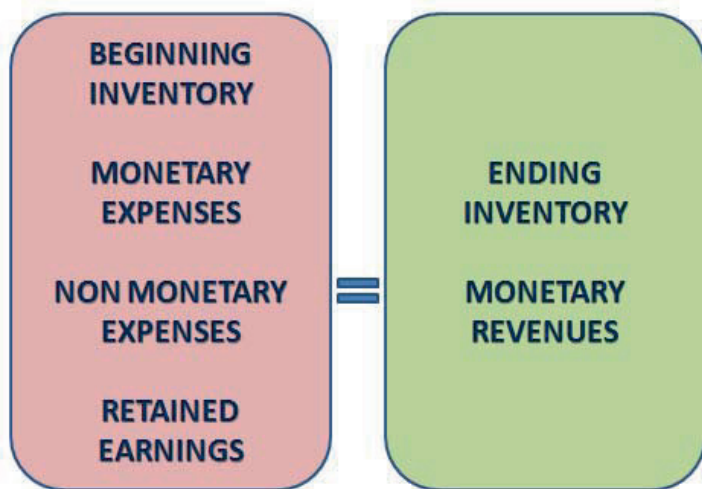 BEGINNING
INVENTORY
MONETARY
EXPENSES
NON MONETARY
EXPENSES
RETAINED
EARNINGS
=
ENDING
INVENTORY
MONETARY
REVENUES